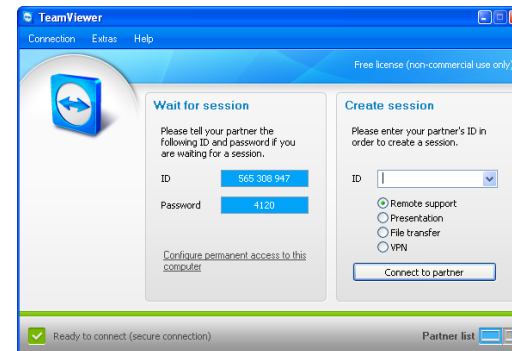 TeamViewer
Connection Extras Help
Free license (non-commercial use only)
Wait for session
Please tell your partner the
following ID and password if you
are waiting for a session.
ID 565 308 947
Password 4120
Configure permanent access to this
computer
Create session
Please enter your partner's ID in
order to create a session.
ID
Remote support
Presentation
File transfer
VPN
Connect to partner
Ready to connect (secure connection)
Partner list